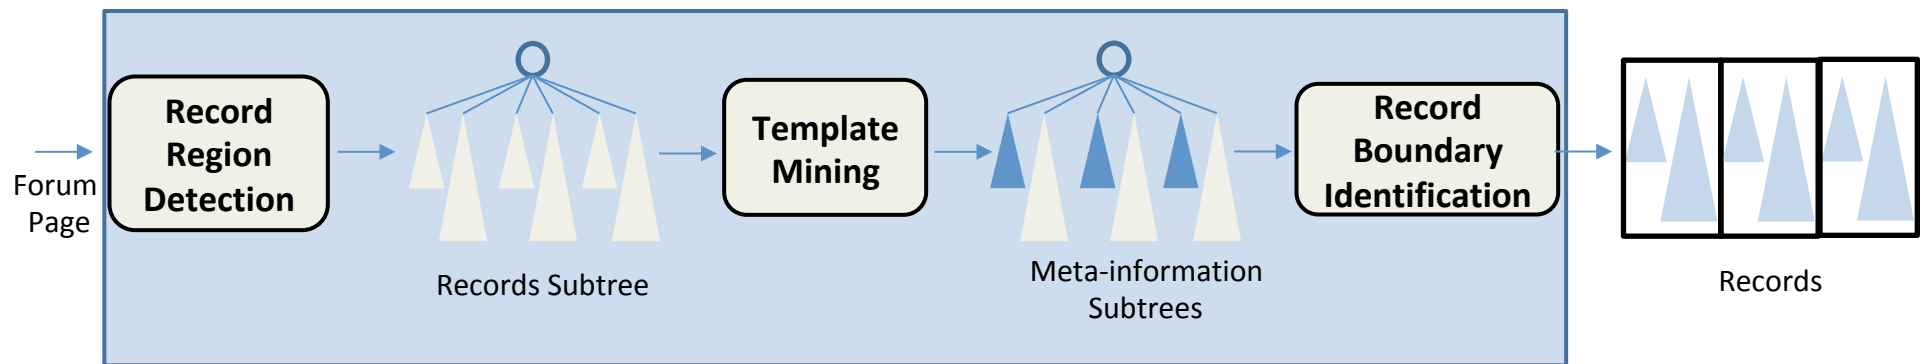 Forum
Page
Record
Region
Detection
Records Subtree
Template
Mining
Meta-information
Subtrees
Record
Boundary
Identification
Records